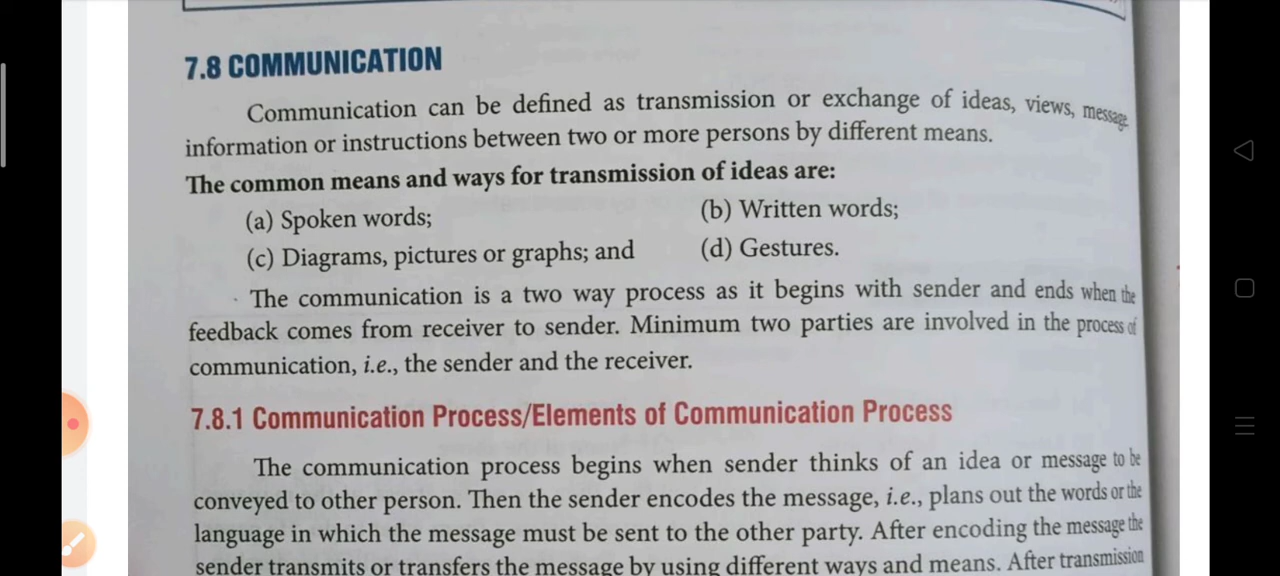 7.8 COMMUNICATION
Communication can be defined as transmission or exchange of ideas, views, message
information or instructions between two or more persons by different means.
The common means and ways for transmission of ideas are:
(a) Spoken words; (b) Written words;
(c) Diagrams, pictures or graphs; and (d) Gestures.
The communication is a two way process as it begins with sender and ends when the
feedback comes from receiver to sender. Minimum two parties are involved in the process of
communication, i.e., the sender and the receiver.
7.8.1 Communication Process/Elements of Communication Process
The communication process begins when sender thinks of an idea or message to be
conveyed to other person. Then the sender encodes the message, i.e., plans out the words or the
language in which the message must be sent to the other party. After encoding the message the
sender transmits or transfers the message by using different ways and means. After transmission